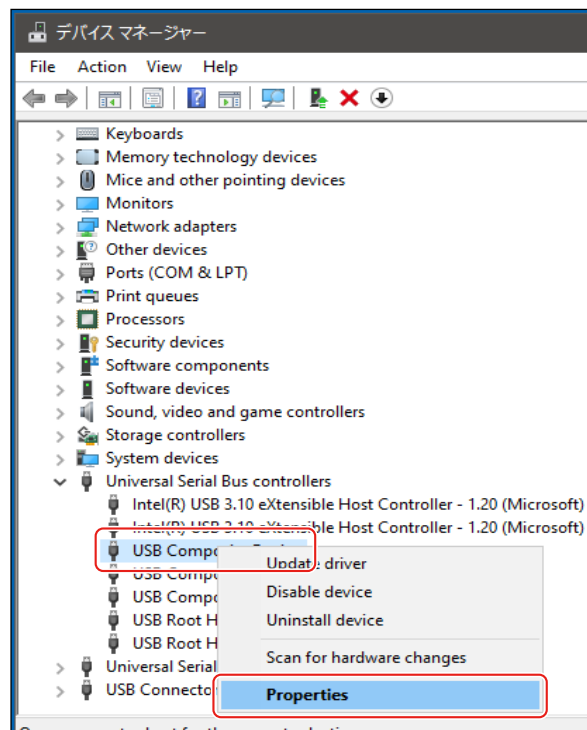 デバイス マネージャー
File Action View Help
Keyboards
Memory technology devices
Mice and other pointing devices
Monitors
Network adapters
Other devices
Ports (COM & LPT)
Print queues
Processors
Security devices
Software components
Software devices
Sound, video and game controllers
Storage controllers
System devices
Universal Serial Bus controllers
Intel(R) USB 3.10 eXtensible Host Controller - 1.20 (Microsoft)
Intel(R) USB 3.10 eXtensible Host Controller - 1.20 (Microsoft)
USB Composite Device
Update driver
USB Compo
Disable device
USB Compo
USB Root H
Uninstall device
USB Root H
Scan for hardware changes
Universal Serial
USB Connecto
Properties